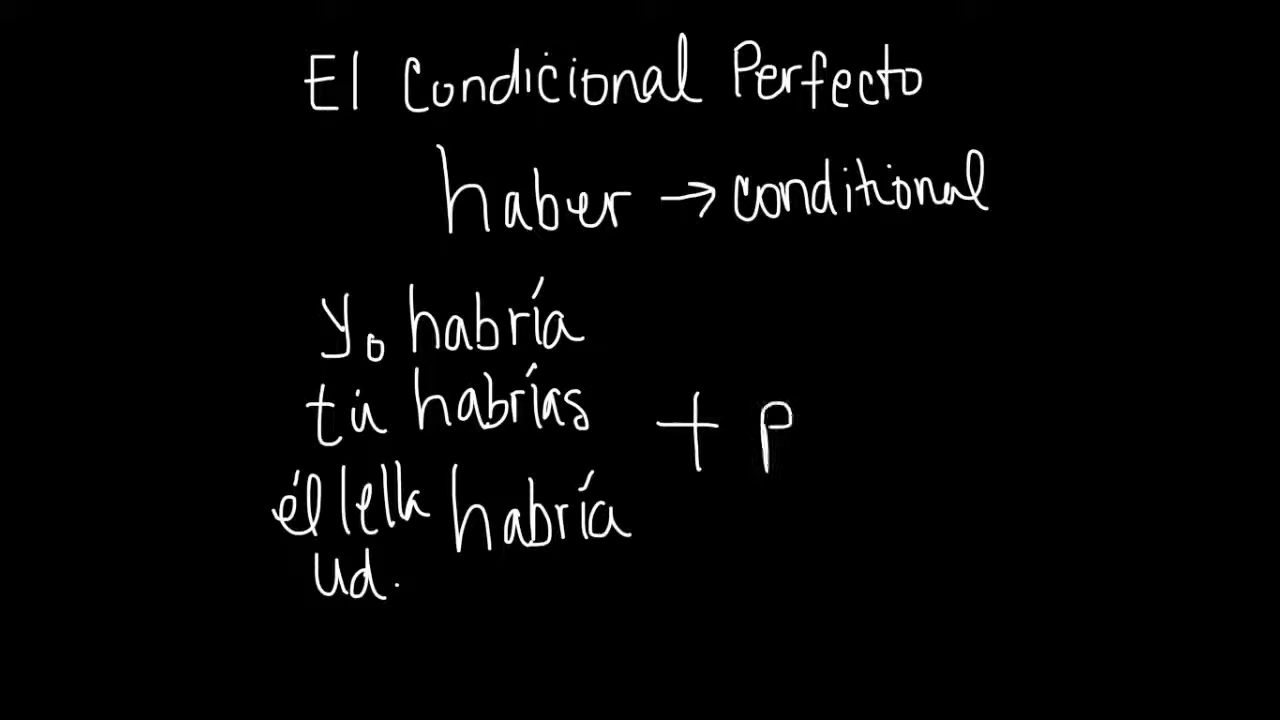 El Condicional Perfecto
haber → conditional
yo habría
tú habrías + p
él/ella habría
ud.